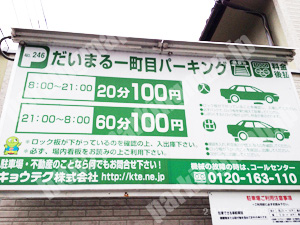 No. 246
だいまる一町目パーキング
料金
後払
8:00〜21:00 20分100円
21:00〜8:00 60分100円
入
出
※ロック板が下がっているのを確認の上、入出庫下さい。
※必ず、場内看板をお読みの上ご利用下さい。
駐車場・不動産のことなら何でもお問合せ下さい!
キョウテク株式会社 http://kte.ne.jp
機械の故障の時は、コールセンター
0120-163-110
駐車場ご利用の注意事項